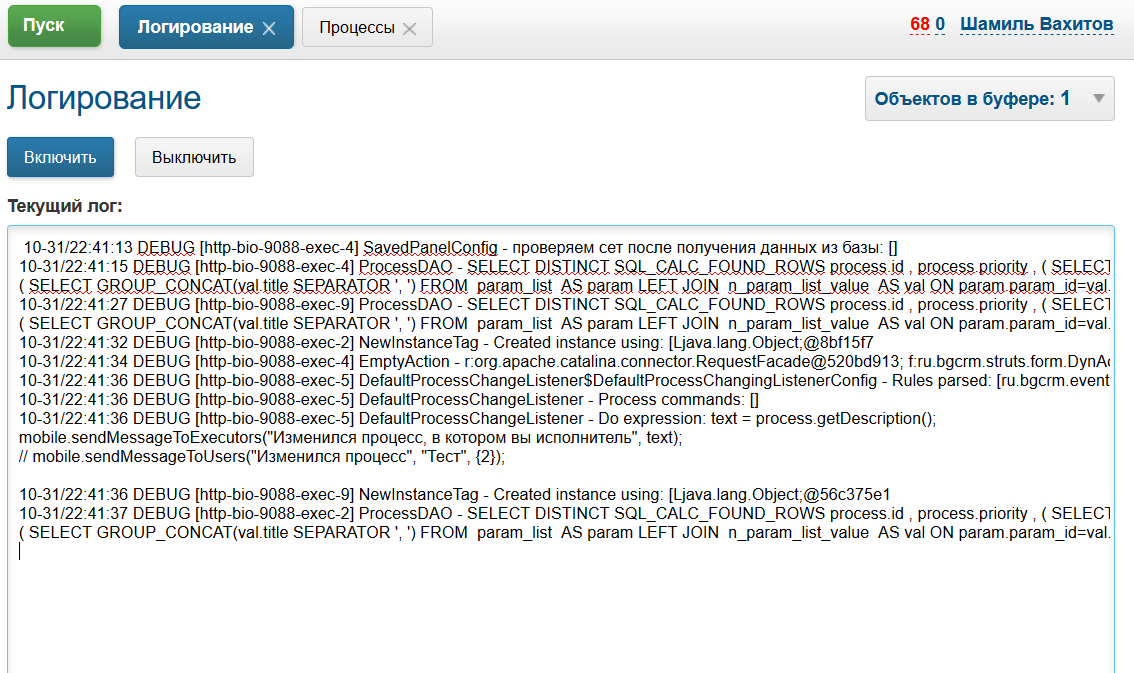 Пуск
Логирование
Процессы
68 0 Шамиль Вахитов
Логирование
Объектов в буфере: 1
Включить
Выключить
Текущий лог:
10-31/22:41:13 DEBUG [http-bio-9088-exec-4] SavedPanelConfig - проверяем сет после получения данных из базы: []
10-31/22:41:15 DEBUG [http-bio-9088-exec-4] ProcessDAO - SELECT DISTINCT SQL_CALC_FOUND_ROWS process.id , process.priority , ( SELECT
( SELECT GROUP_CONCAT(val.title SEPARATOR ', ') FROM  param_list  AS param LEFT JOIN  n_param_list_value  AS val ON param.param_id=val.
10-31/22:41:27 DEBUG [http-bio-9088-exec-9] ProcessDAO - SELECT DISTINCT SQL_CALC_FOUND_ROWS process.id , process.priority , ( SELECT
( SELECT GROUP_CONCAT(val.title SEPARATOR ', ') FROM  param_list  AS param LEFT JOIN  n_param_list_value  AS val ON param.param_id=val.
10-31/22:41:32 DEBUG [http-bio-9088-exec-2] NewInstanceTag - Created instance using: [Ljava.lang.Object;@8bf15f7
10-31/22:41:34 DEBUG [http-bio-9088-exec-4] EmptyAction - r:org.apache.catalina.connector.RequestFacade@520bd913; f:ru.bgcrm.struts.form.DynAc
10-31/22:41:36 DEBUG [http-bio-9088-exec-5] DefaultProcessChangeListener$DefaultProcessChangingListenerConfig - Rules parsed: [ru.bgcrm.event
10-31/22:41:36 DEBUG [http-bio-9088-exec-5] DefaultProcessChangeListener - Process commands: []
10-31/22:41:36 DEBUG [http-bio-9088-exec-5] DefaultProcessChangeListener - Do expression: text = process.getDescription();
mobile.sendMessageToExecutors("Изменился процесс, в котором вы исполнитель", text);
// mobile.sendMessageToUsers("Изменился процесс", "Тест", {2});
10-31/22:41:36 DEBUG [http-bio-9088-exec-9] NewInstanceTag - Created instance using: [Ljava.lang.Object;@56c375e1
10-31/22:41:37 DEBUG [http-bio-9088-exec-2] ProcessDAO - SELECT DISTINCT SQL_CALC_FOUND_ROWS process.id , process.priority , ( SELECT
( SELECT GROUP_CONCAT(val.title SEPARATOR ', ') FROM  param_list  AS param LEFT JOIN  n_param_list_value  AS val ON param.param_id=val.